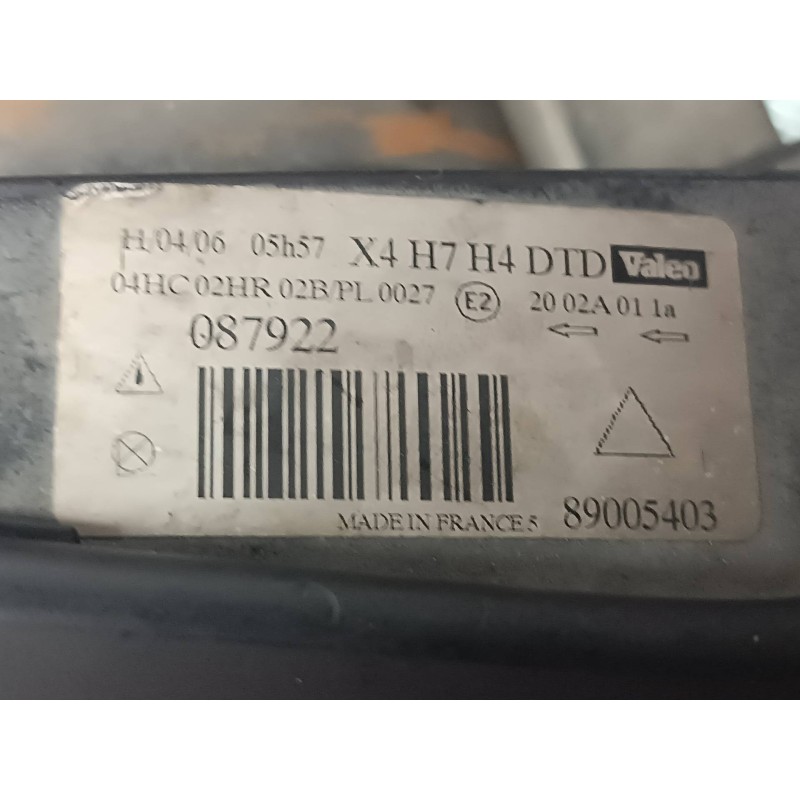 H/04/06 05h57 X4 H7 H4 DTD Valeo
04HC 02HR 02B/PL 0027 E2 20 02A 01 1a
087922
MADE IN FRANCE 5 89005403